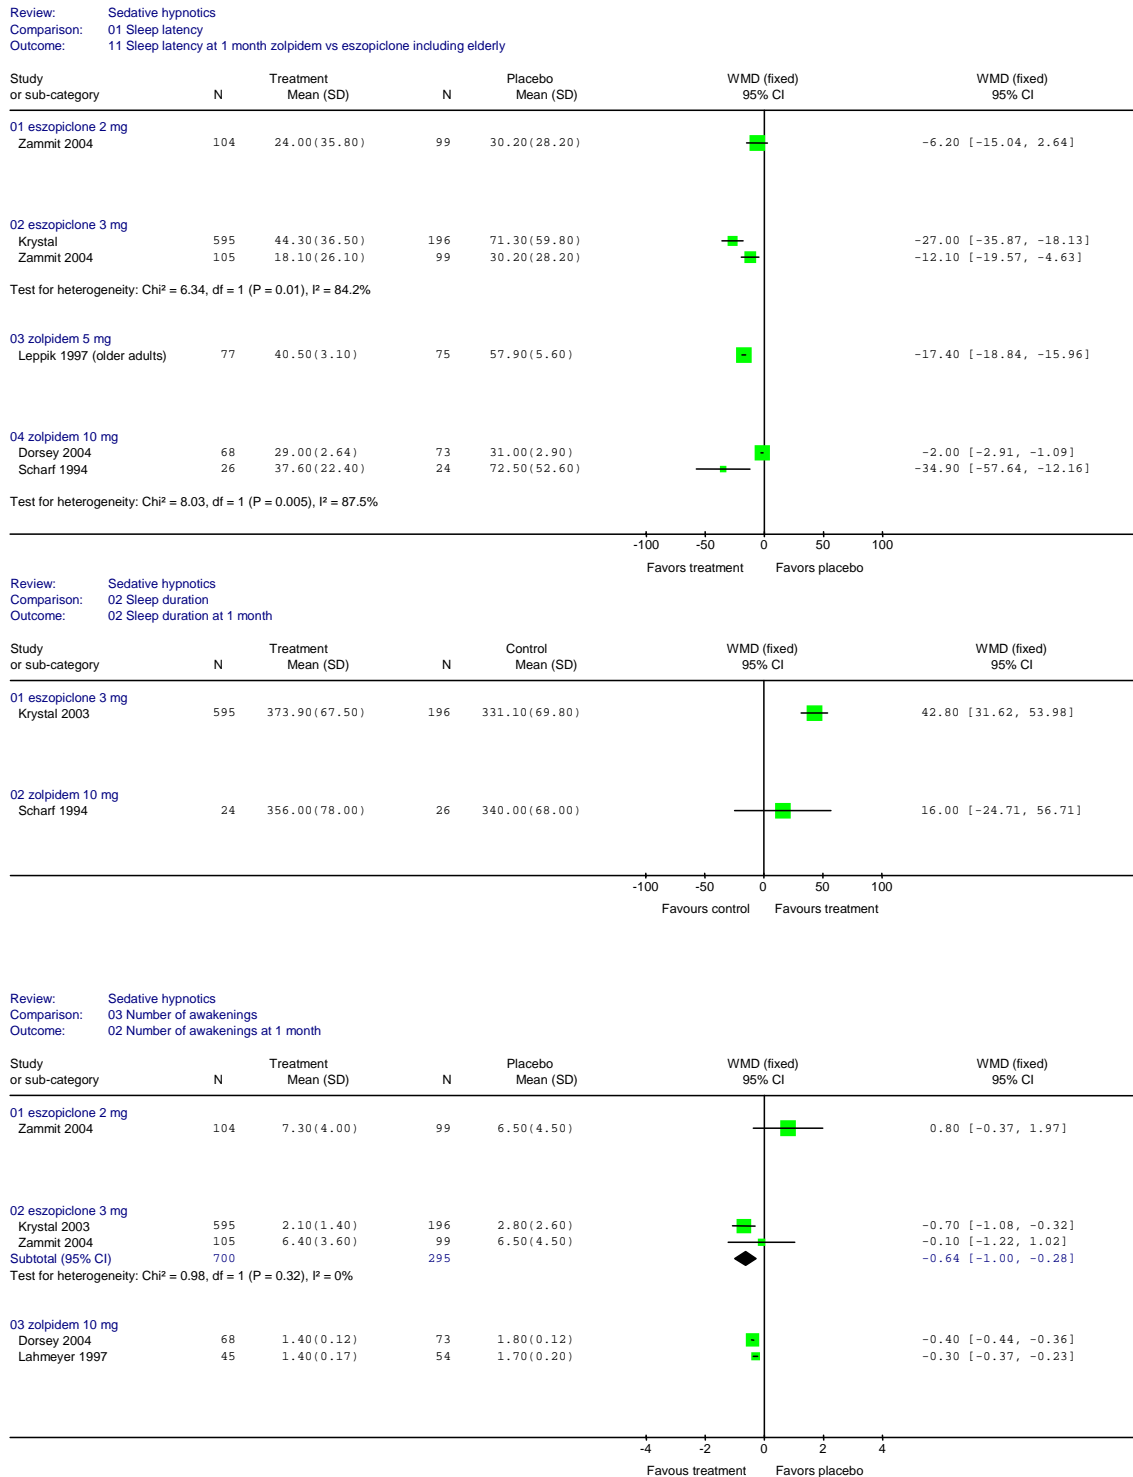 Review: Sedative hypnotics
Comparison: 01 Sleep latency
Outcome: 11 Sleep latency at 1 month zolpidem vs eszopiclone including elderly
Study Treatment Placebo WMD (fixed) WMD (fixed)
or sub-category N Mean (SD) N Mean (SD) 95% CI 95% CI
01 eszopiclone 2 mg
Zammit 2004 104 24.00(35.80) 99 30.20(28.20) -6.20 [-15.04, 2.64]
02 eszopiclone 3 mg
Krystal 595 44.30(36.50) 196 71.30(59.80) -27.00 [-35.87, -18.13]
Zammit 2004 105 18.10(26.10) 99 30.20(28.20) -12.10 [-19.57, -4.63]
Test for heterogeneity: Chi² = 6.34, df = 1 (P = 0.01), I² = 84.2%
03 zolpidem 5 mg
Leppik 1997 (older adults) 77 40.50(3.10) 75 57.90(5.60) -17.40 [-18.84, -15.96]
04 zolpidem 10 mg
Dorsey 2004 68 29.00(2.64) 73 31.00(2.90) -2.00 [-2.91, -1.09]
Scharf 1994 26 37.60(22.40) 24 72.50(52.60) -34.90 [-57.64, -12.16]
Test for heterogeneity: Chi² = 8.03, df = 1 (P = 0.005), I² = 87.5%
-100 -50 0 50 100
Favors treatment Favors placebo
Review: Sedative hypnotics
Comparison: 02 Sleep duration
Outcome: 02 Sleep duration at 1 month
Study Treatment Control WMD (fixed) WMD (fixed)
or sub-category N Mean (SD) N Mean (SD) 95% CI 95% CI
01 eszopiclone 3 mg
Krystal 2003 595 373.90(67.50) 196 331.10(69.80) 42.80 [31.62, 53.98]
02 zolpidem 10 mg
Scharf 1994 24 356.00(78.00) 26 340.00(68.00) 16.00 [-24.71, 56.71]
-100 -50 0 50 100
Favours control Favours treatment
Review: Sedative hypnotics
Comparison: 03 Number of awakenings
Outcome: 02 Number of awakenings at 1 month
Study Treatment Placebo WMD (fixed) WMD (fixed)
or sub-category N Mean (SD) N Mean (SD) 95% CI 95% CI
01 eszopiclone 2 mg
Zammit 2004 104 7.30(4.00) 99 6.50(4.50) 0.80 [-0.37, 1.97]
02 eszopiclone 3 mg
Krystal 2003 595 2.10(1.40) 196 2.80(2.60) -0.70 [-1.08, -0.32]
Zammit 2004 105 6.40(3.60) 99 6.50(4.50) -0.10 [-1.22, 1.02]
Subtotal (95% CI) 700 295 -0.64 [-1.00, -0.28]
Test for heterogeneity: Chi² = 0.98, df = 1 (P = 0.32), I² = 0%
03 zolpidem 10 mg
Dorsey 2004 68 1.40(0.12) 73 1.80(0.12) -0.40 [-0.44, -0.36]
Lahmeyer 1997 45 1.40(0.17) 54 1.70(0.20) -0.30 [-0.37, -0.23]
-4 -2 0 2 4
Favous treatment Favors placebo